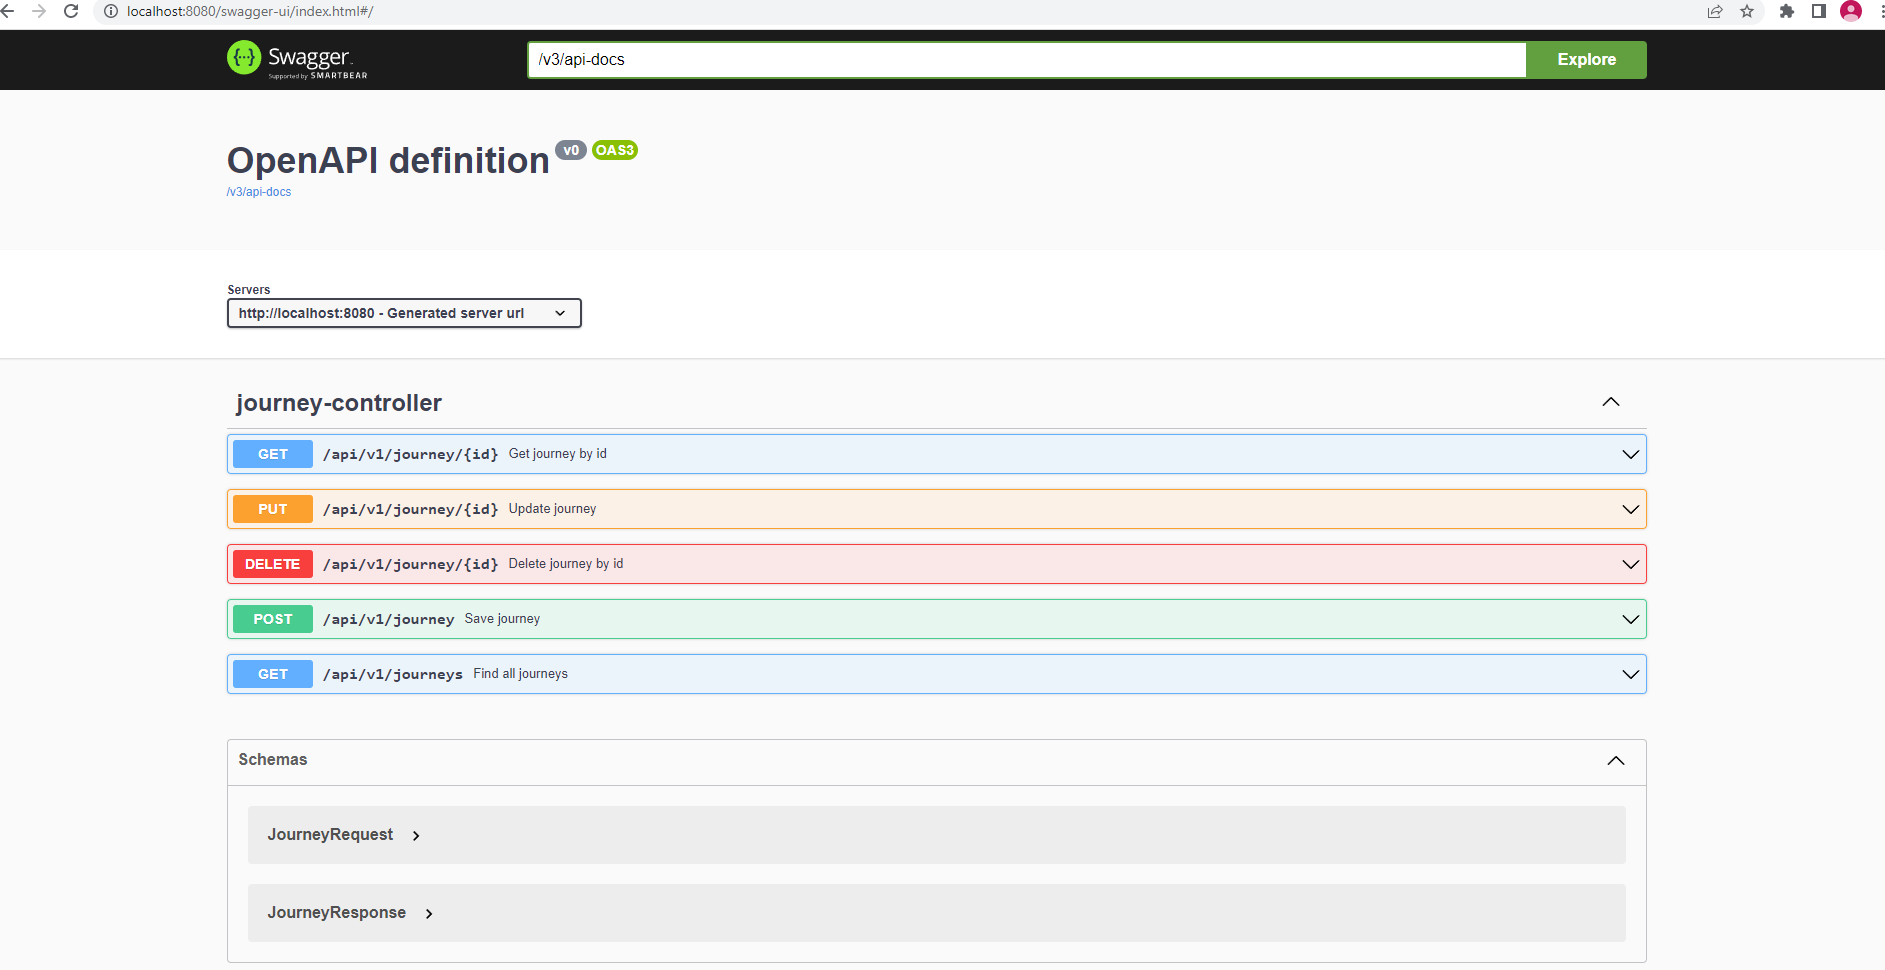 localhost:8080/swagger-ui/index.html#/
{···} Swagger.
Supported by SMARTBEAR
/v3/api-docs
Explore
OpenAPI definition v0 OAS3
/v3/api-docs
Servers
http://localhost:8080 - Generated server url
journey-controller
GET /api/v1/journey/{id} Get journey by id
PUT /api/v1/journey/{id} Update journey
DELETE /api/v1/journey/{id} Delete journey by id
POST /api/v1/journey Save journey
GET /api/v1/journeys Find all journeys
Schemas
JourneyRequest
JourneyResponse